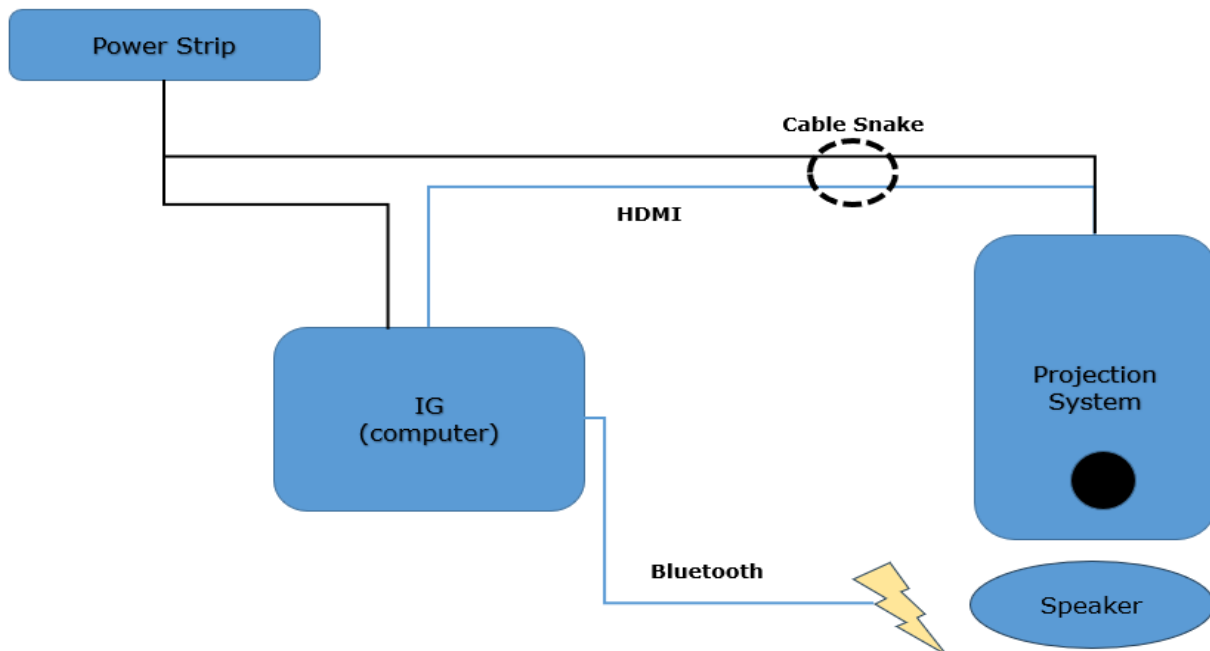 Power Strip
Cable Snake
HDMI
IG
(computer)
Projection
System
Bluetooth
Speaker